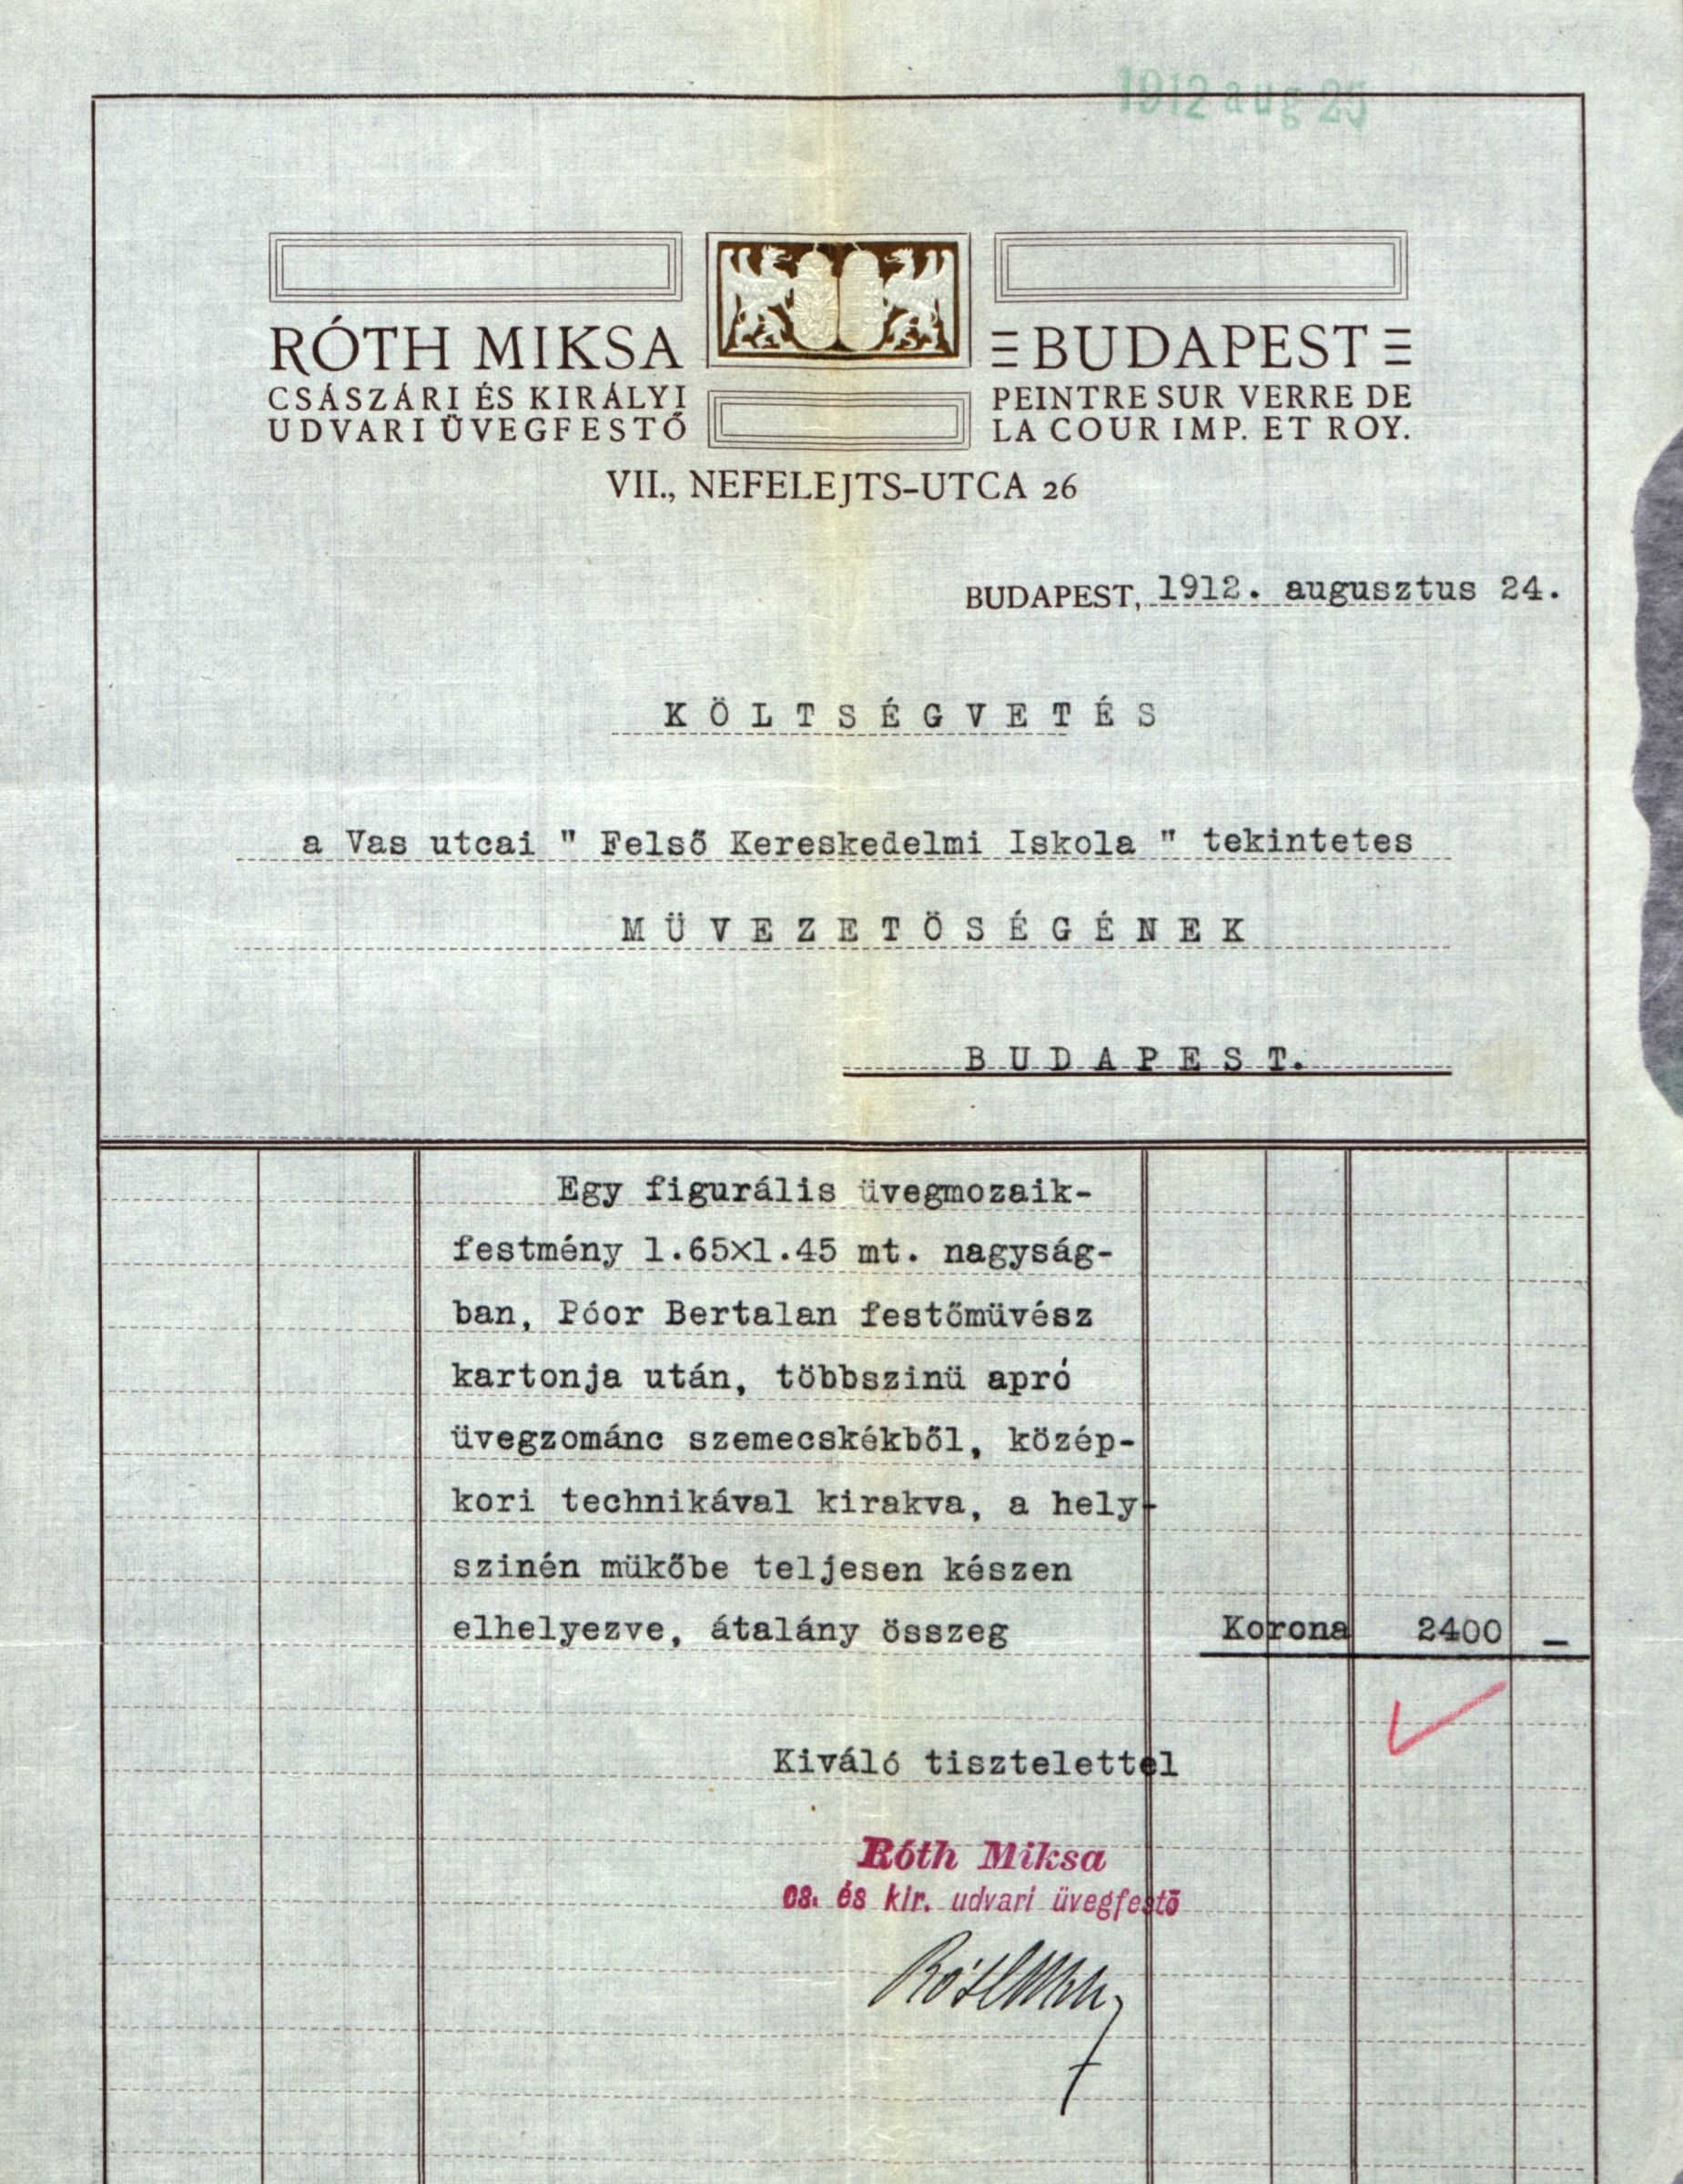 1912 aug 25
RÓTH MIKSA
CSÁSZÁRI ÉS KIRÁLYI
UDVARI ÜVEGFESTŐ
BUDAPEST
PEINTRE SUR VERRE DE
LA COUR IMP. ET ROY.
VII., NEFELEJTS-UTCA 26
BUDAPEST, 1912. augusztus 24.
KÖLTSÉGVETÉS
a Vas utcai " Felső Kereskedelmi Iskola " tekintetes
MÜVEZETÖSÉGÉNEK
BUDAPEST.
Egy figurális üvegmozaik-
festmény 1.65x1.45 mt. nagyság-
ban, Póor Bertalan festőmüvész
kartonja után, többszinü apró
üvegzománc szemecskékből, közép-
kori technikával kirakva, a hely-
szinén mükőbe teljesen készen
elhelyezve, átalány összeg Korona 2400 —
Kiváló tisztelettel
Róth Miksa
cs. és kir. udvari üvegfestő